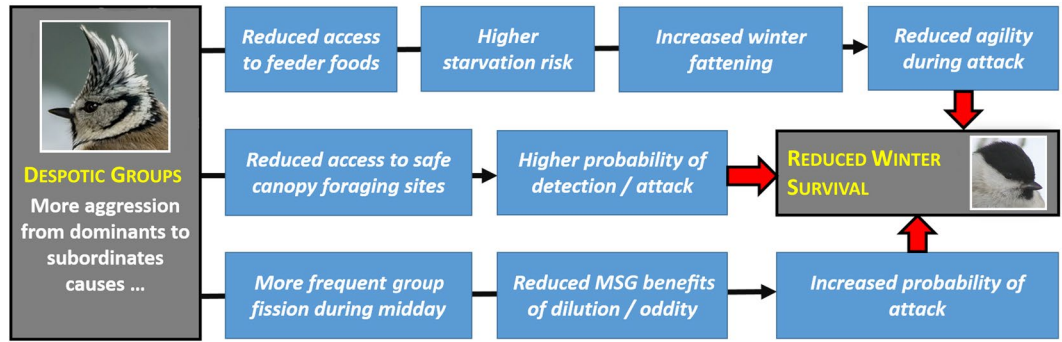 DESPOTIC GROUPS
More aggression
from dominants to
subordinates
causes ...
Reduced access
to feeder foods
Higher
starvation risk
Increased winter
fattening
Reduced agility
during attack
Reduced access to safe
canopy foraging sites
Higher probability of
detection / attack
REDUCED WINTER
SURVIVAL
More frequent group
fission during midday
Reduced MSG benefits
of dilution / oddity
Increased probability of
attack